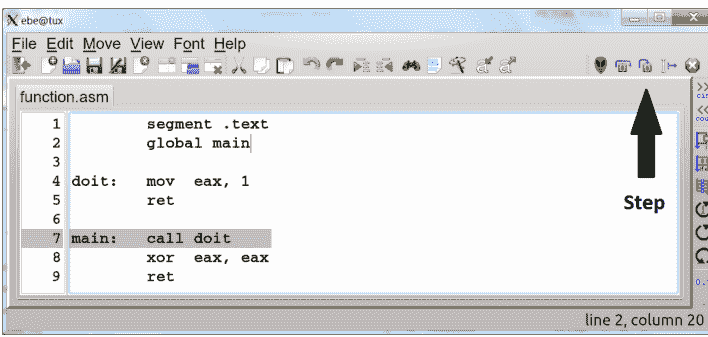 ebe@tux
File Edit Move View Font Help
function.asm
1 segment .text
2 global main
3
4 doit: mov eax, 1
5 ret
6
7 main: call doit
8 xor eax, eax
9 ret
Step
line 2, column 20